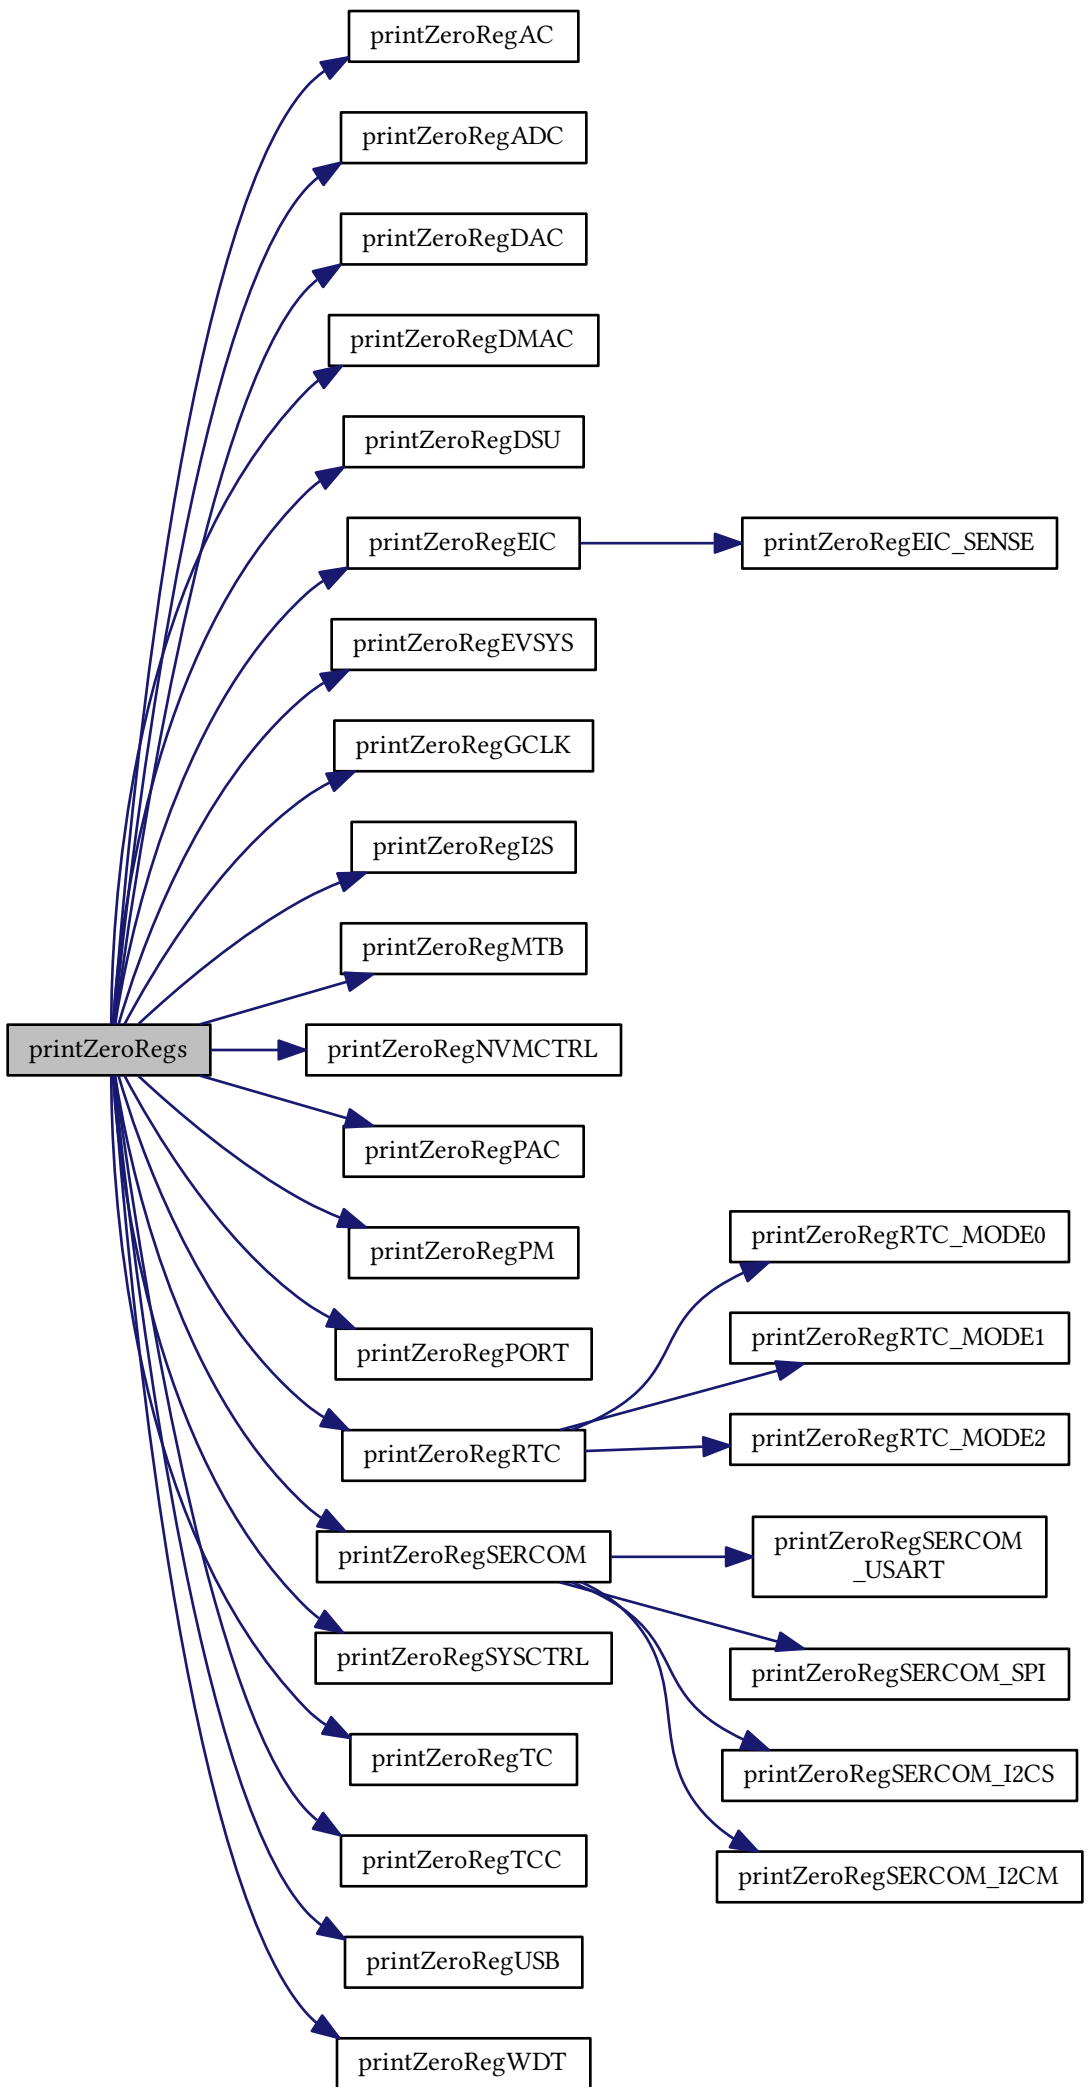 printZeroRegAC
printZeroRegADC
printZeroRegDAC
printZeroRegDMAC
printZeroRegDSU
printZeroRegEIC
printZeroRegEIC_SENSE
printZeroRegEVSYS
printZeroRegGCLK
printZeroRegI2S
printZeroRegMTB
printZeroRegs
printZeroRegNVMCTRL
printZeroRegPAC
printZeroRegPM
printZeroRegPORT
printZeroRegRTC
printZeroRegRTC_MODE0
printZeroRegRTC_MODE1
printZeroRegRTC_MODE2
printZeroRegSERCOM
printZeroRegSERCOM
_USART
printZeroRegSERCOM_SPI
printZeroRegSERCOM_I2CS
printZeroRegSERCOM_I2CM
printZeroRegSYSCTRL
printZeroRegTC
printZeroRegTCC
printZeroRegUSB
printZeroRegWDT